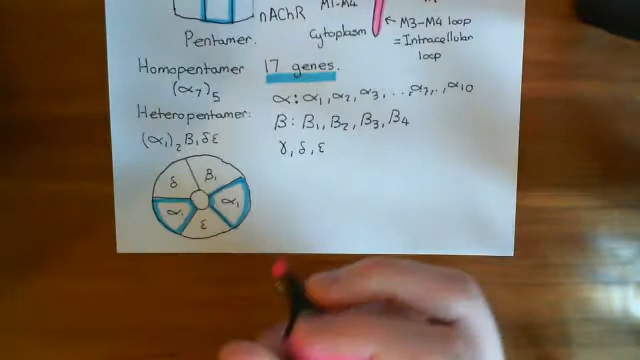 nAChR
Pentamer.
M1-M4
Cytoplasm
M3-M4 loop
= Intracellular
loop
Homopentamer
(α₇)₅
Heteropentamer:
(α₁)₂ β₁ δ ε
17 genes.
α: α₁, α₂, α₃, ..., α₇, .., α₁₀
β: β₁, β₂, β₃, β₄
γ, δ, ε
δ β₁
α₁ α₁
ε